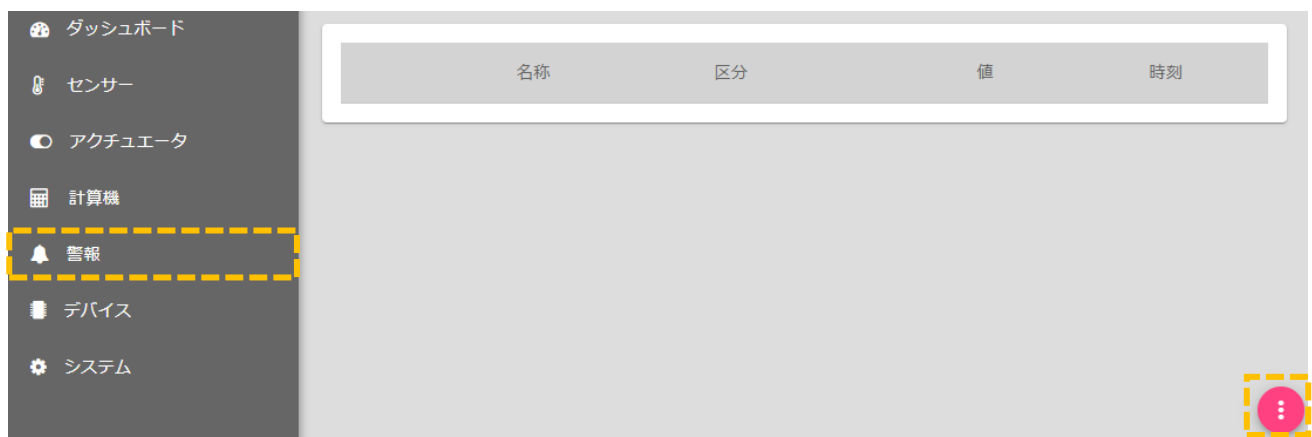 ダッシュボード
センサー
アクチュエータ
計算機
警報
デバイス
システム
名称 区分 値 時刻